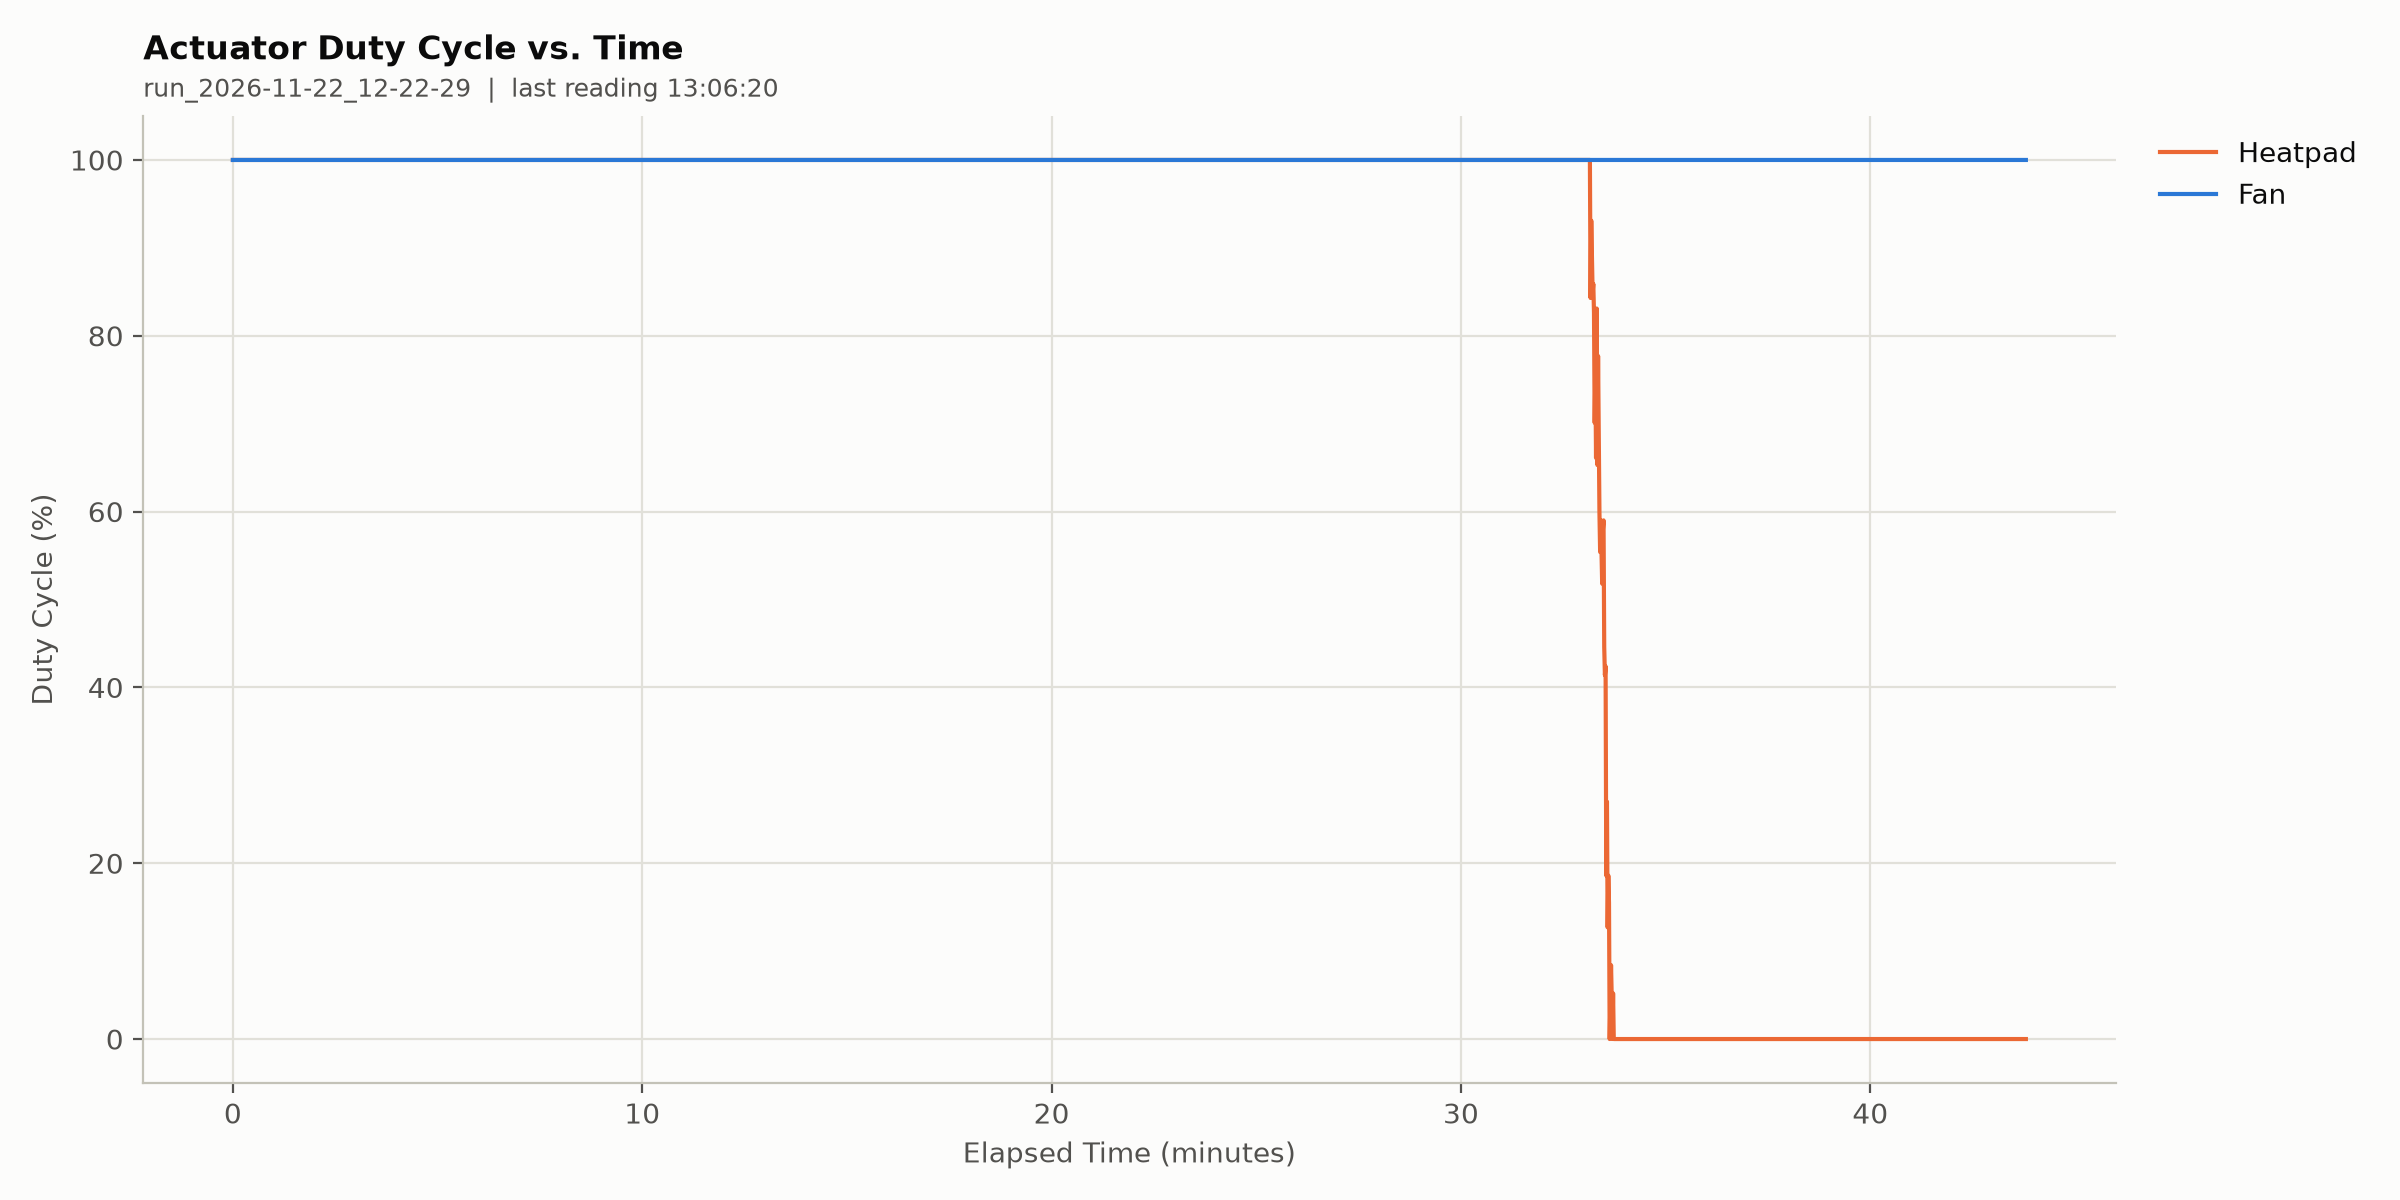 Actuator Duty Cycle vs. Time
run_2026-11-22_12-22-29  |  last reading 13:06:20
Heatpad
Fan
100
80
60
40
20
0
Duty Cycle (%)
0 10 20 30 40
Elapsed Time (minutes)